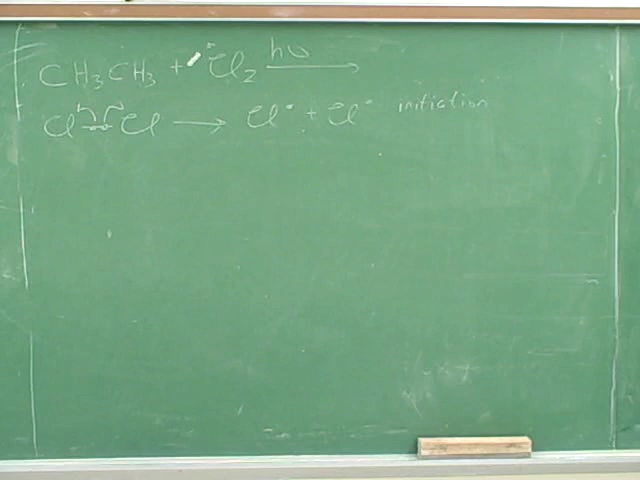 CH₃CH₃ + Cl₂ hν →
Cl — Cl → Cl· + Cl· initiation